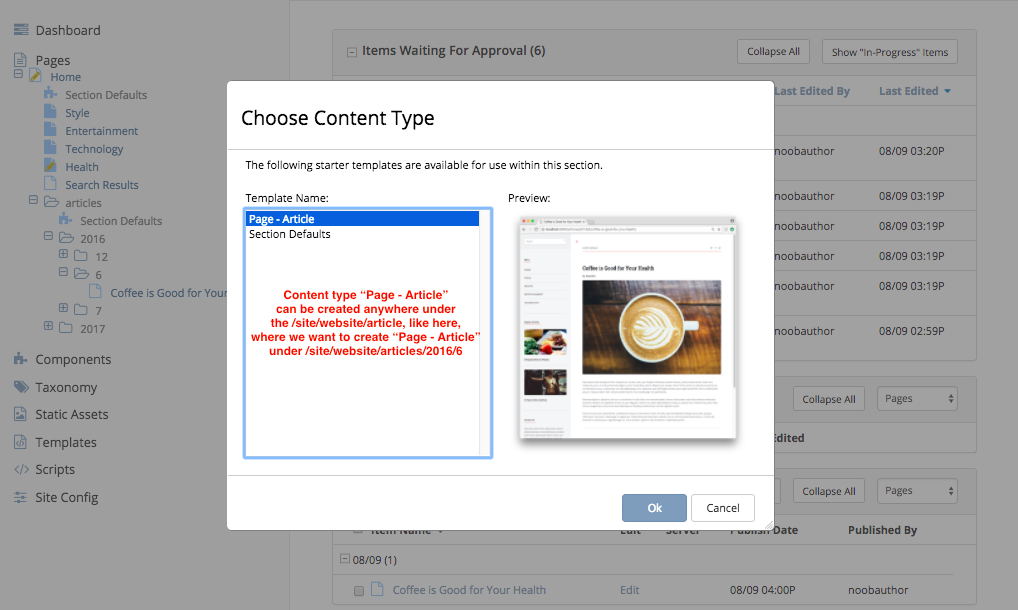 Dashboard
Pages
Home
Section Defaults
Style
Entertainment
Technology
Health
Search Results
articles
Section Defaults
2016
12
6
Coffee is Good for Your
7
2017
Components
Taxonomy
Static Assets
Templates
Scripts
Site Config
Items Waiting For Approval (6)
Collapse All
Show "In-Progress" Items
Last Edited By
Last Edited
noobauthor
08/09 03:20P
noobauthor
08/09 03:19P
noobauthor
08/09 03:19P
noobauthor
08/09 03:19P
noobauthor
08/09 03:19P
noobauthor
08/09 02:59P
Choose Content Type
The following starter templates are available for use within this section.
Template Name:
Preview:
Page - Article
Section Defaults
Content type “Page - Article”
can be created anywhere under
the /site/website/article, like here,
where we want to create “Page - Article”
under /site/website/articles/2016/6
Coffee is Good for Your Health
Ok
Cancel
Collapse All
Pages
Edited
Collapse All
Pages
Item Name
Edit
Server
Publish Date
Published By
08/09 (1)
Coffee is Good for Your Health
Edit
08/09 04:00P
noobauthor